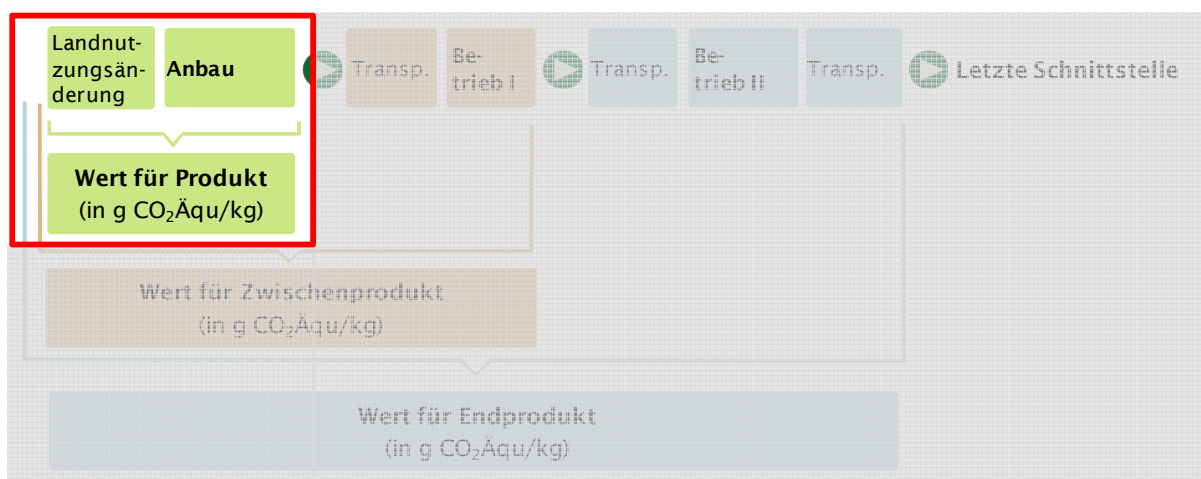 Landnut-
zungsän-
derung
Anbau
Transp.
Be-
trieb I
Transp.
Be-
trieb II
Transp.
Letzte Schnittstelle
Wert für Produkt
(in g CO₂Äqu/kg)
Wert für Zwischenprodukt
(in g CO₂Äqu/kg)
Wert für Endprodukt
(in g CO₂Äqu/kg)